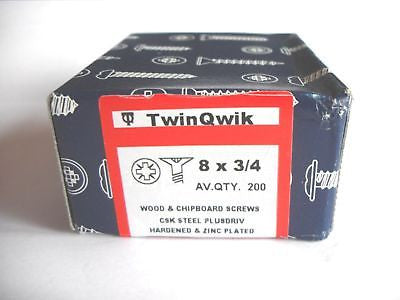 TwinQwik
8 x 3/4
AV.QTY. 200
WOOD & CHIPBOARD SCREWS
CSK STEEL PLUSDRIV
HARDENED & ZINC PLATED